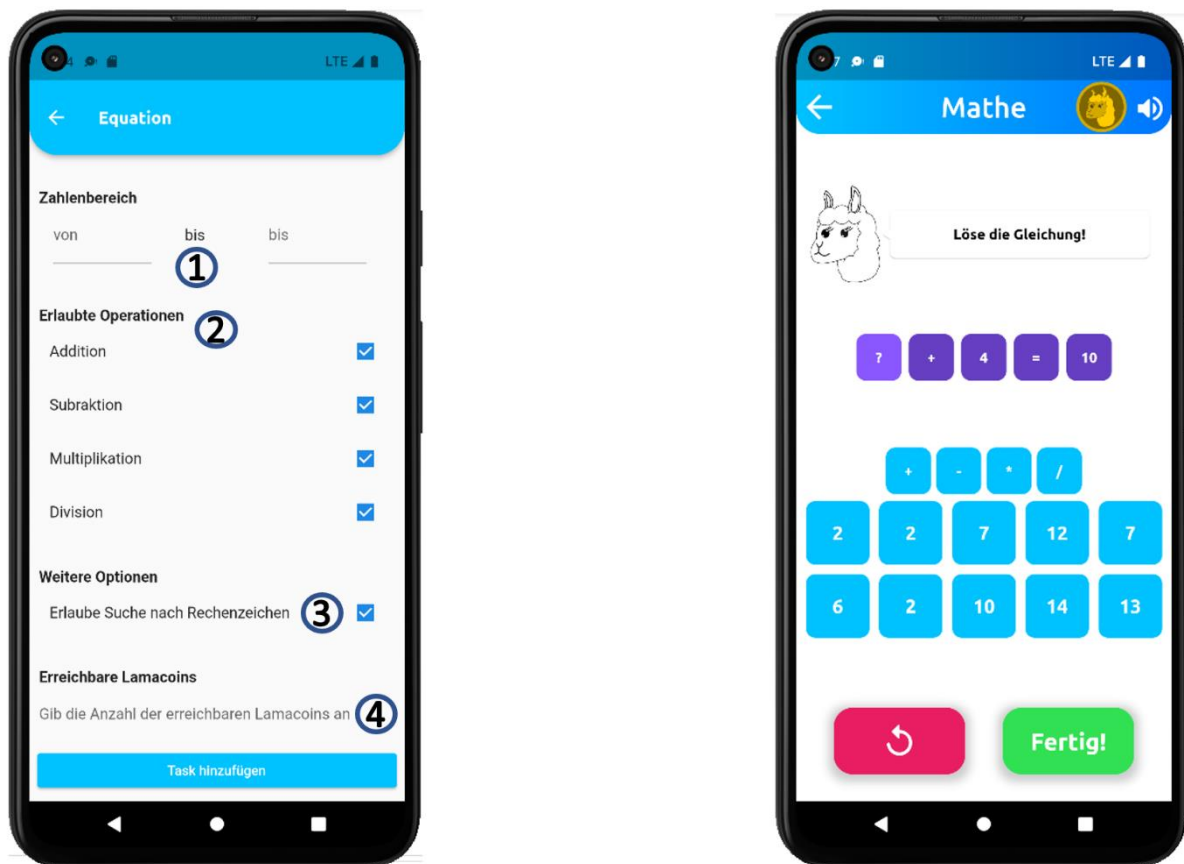 4 LTE
Equation
Zahlenbereich
von bis bis
1
Erlaubte Operationen 2
Addition
Subraktion
Multiplikation
Division
Weitere Optionen
Erlaube Suche nach Rechenzeichen 3
Erreichbare Lamacoins
Gib die Anzahl der erreichbaren Lamacoins an 4
Task hinzufügen
7 LTE
Mathe
Löse die Gleichung!
? + 4 = 10
+ - * /
2 2 7 12 7
6 2 10 14 13
Fertig!